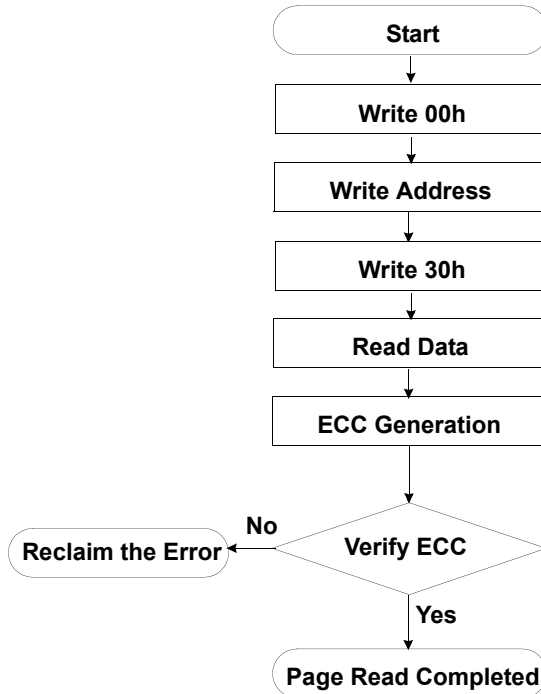 Start
Write 00h
Write Address
Write 30h
Read Data
ECC Generation
No
Reclaim the Error
Verify ECC
Yes
Page Read Completed